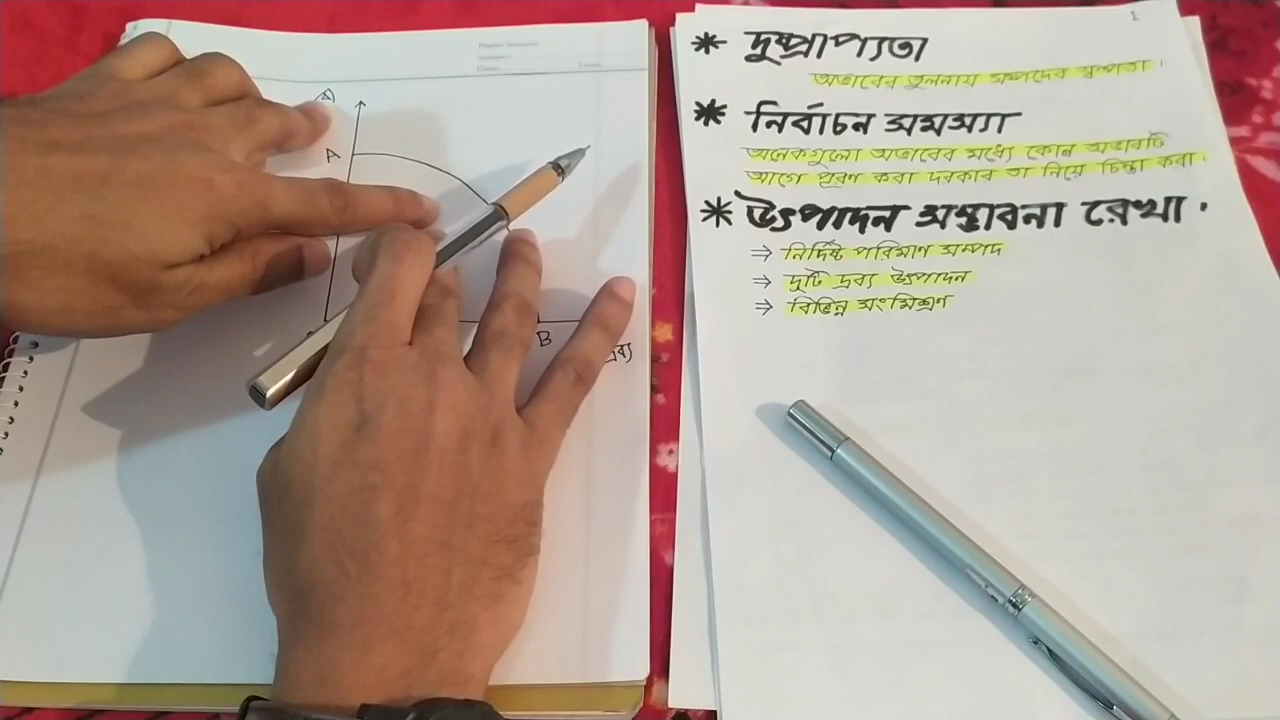 A
B
1
* দুষ্প্রাপ্যতা
অভাবের তুলনায় সম্পদের স্বল্পতা।
* নির্বাচন সমস্যা
অনেকগুলো অভাবের মধ্যে কোন অভাবটি
আগে পূরণ করা দরকার তা নিয়ে চিন্তা করা।
* উৎপাদন সম্ভাবনা রেখা .
⇒ নির্দিষ্ট পরিমাণ সম্পদ
⇒ দুটি দ্রব্য উৎপাদন
⇒ বিভিন্ন সংমিশ্রণ